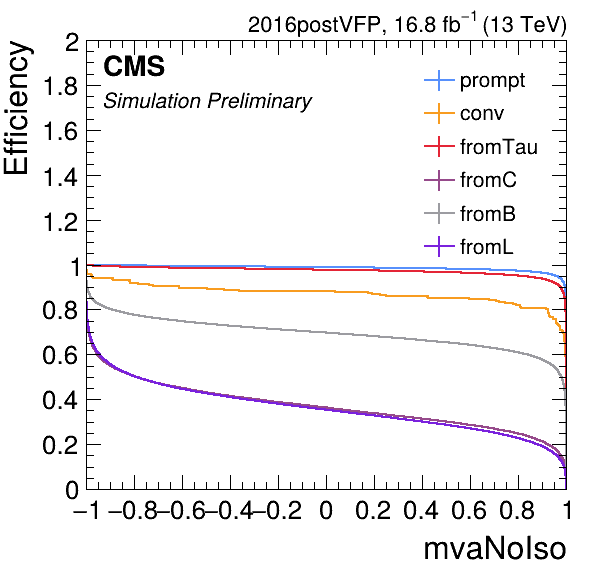 2016postVFP, 16.8 fb⁻¹ (13 TeV)
CMS
Simulation Preliminary
prompt
conv
fromTau
fromC
fromB
fromL
Efficiency
2
1.8
1.6
1.4
1.2
1
0.8
0.6
0.4
0.2
0
−1 −0.8 −0.6 −0.4 −0.2 0 0.2 0.4 0.6 0.8 1
mvaNoIso